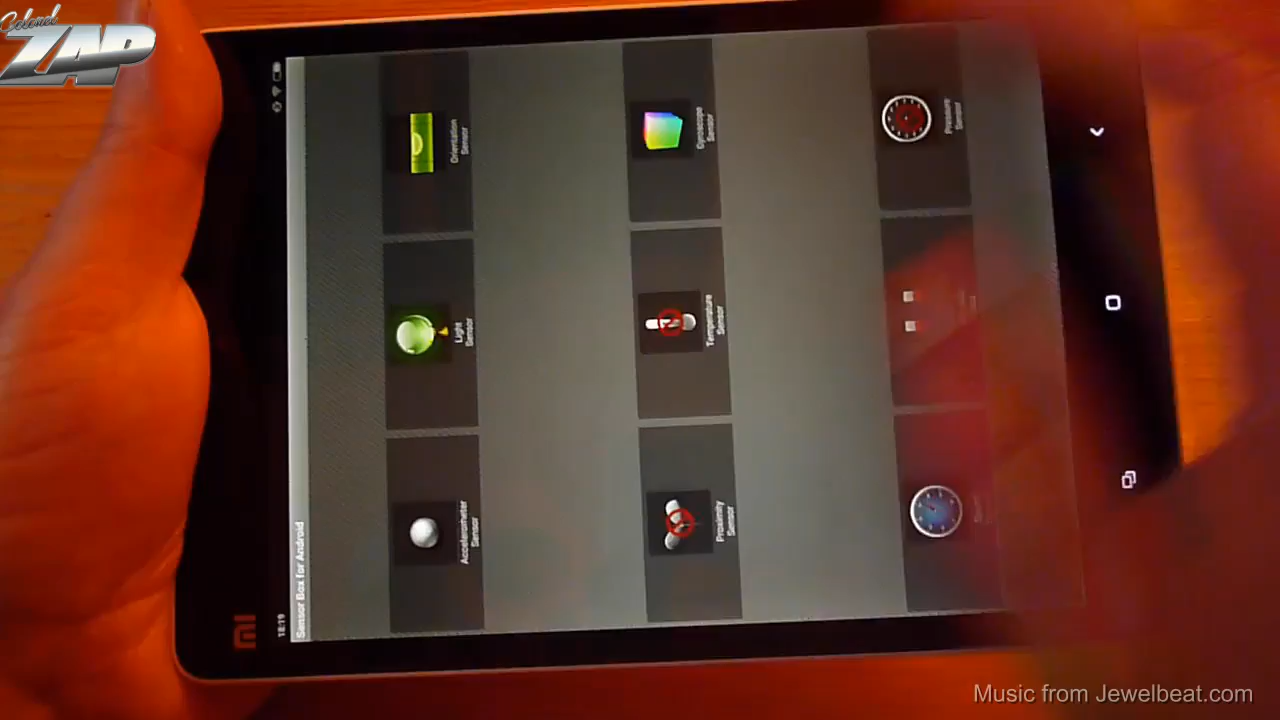 Colonel
ZAP
MI
18:19
Sensor Box for Android
Accelerometer
Sensor
Light
Sensor
Orientation
Sensor
Proximity
Sensor
Temperature
Sensor
Gyroscope
Sensor
Pressure
Sensor
Music from Jewelbeat.com